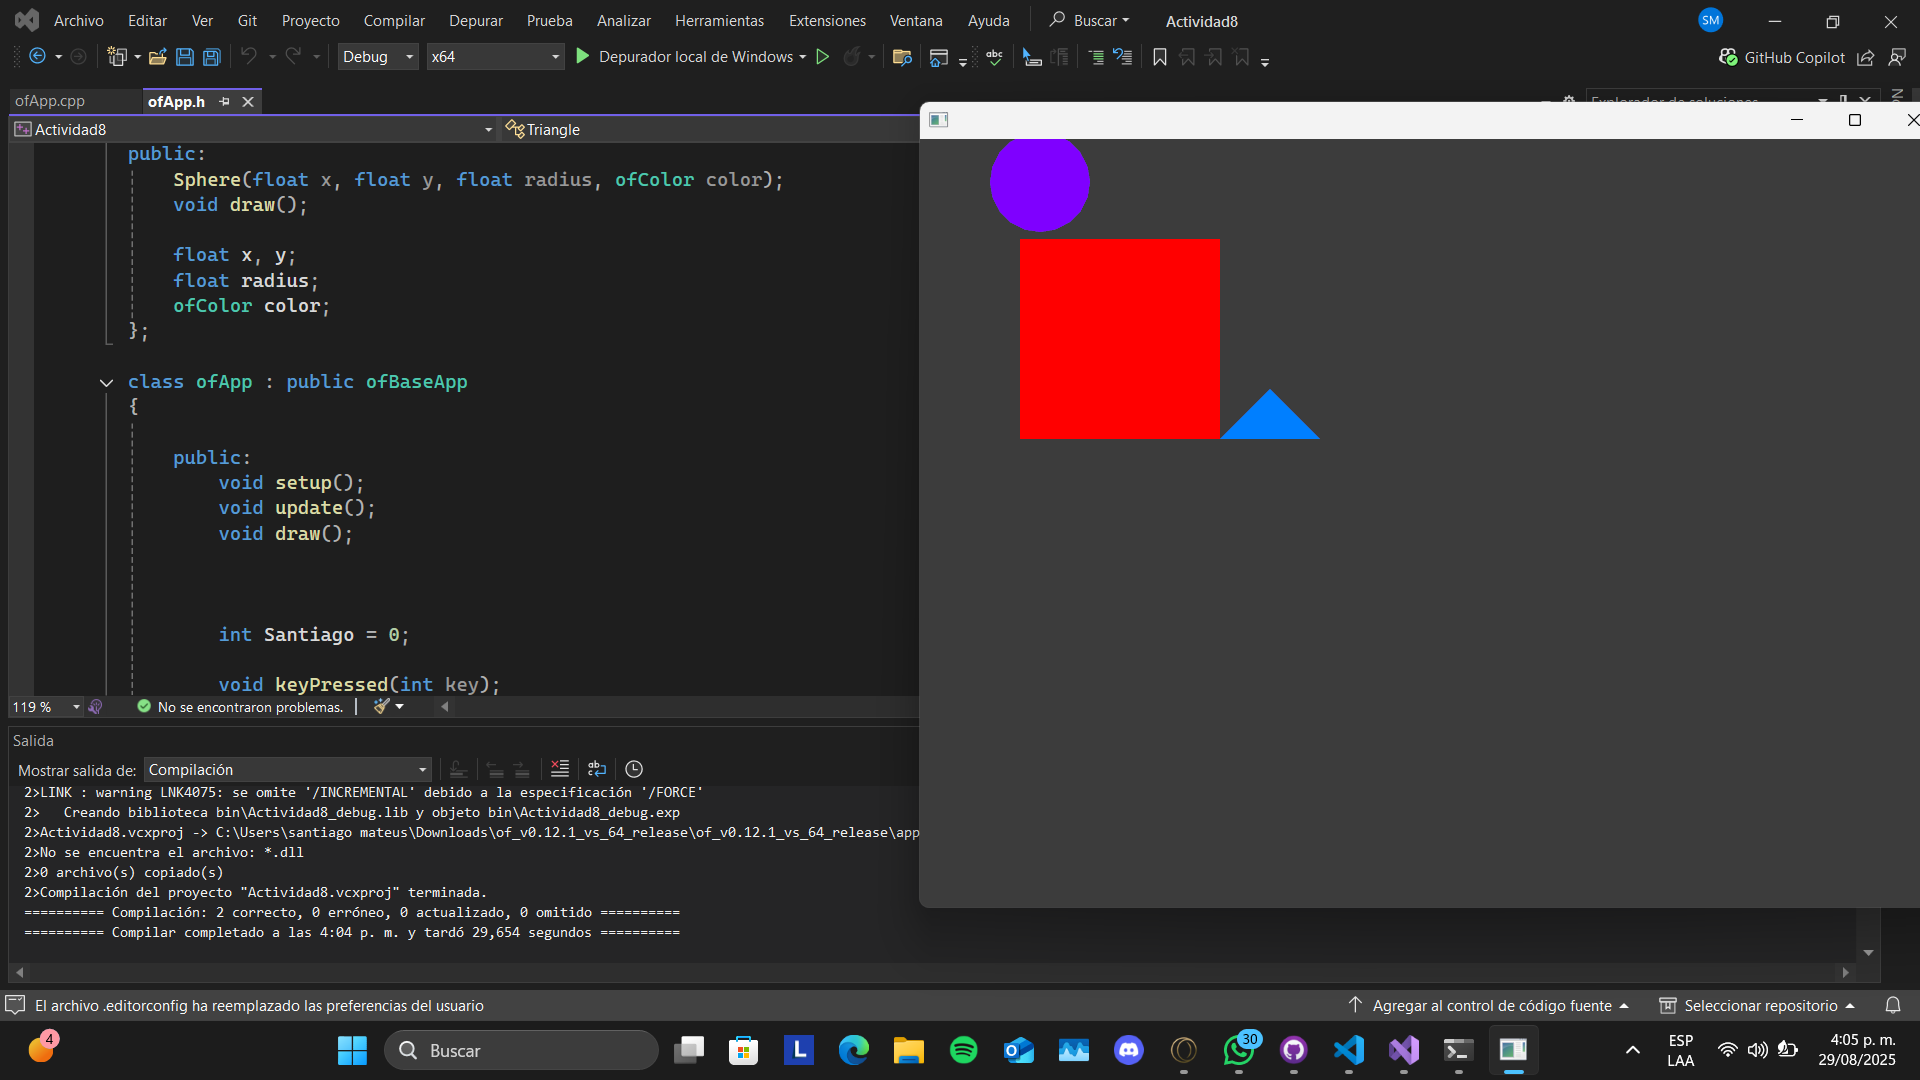 Archivo Editar Ver Git Proyecto Compilar Depurar Prueba Analizar Herramientas Extensiones Ventana Ayuda Buscar Actividad8 SM
Debug x64 Depurador local de Windows abc GitHub Copilot
ofApp.cpp ofApp.h Explorador de soluciones
Actividad8 Triangle
public:
Sphere(float x, float y, float radius, ofColor color);
void draw();
float x, y;
float radius;
ofColor color;
};
class ofApp : public ofBaseApp
{
public:
void setup();
void update();
void draw();
int Santiago = 0;
void keyPressed(int key);
119 % No se encontraron problemas.
Salida
Mostrar salida de: Compilación
2>LINK : warning LNK4075: se omite '/INCREMENTAL' debido a la especificación '/FORCE'
2>   Creando biblioteca bin\Actividad8_debug.lib y objeto bin\Actividad8_debug.exp
2>Actividad8.vcxproj -> C:\Users\santiago mateus\Downloads\of_v0.12.1_vs_64_release\of_v0.12.1_vs_64_release\app
2>No se encuentra el archivo: *.dll
2>0 archivo(s) copiado(s)
2>Compilación del proyecto "Actividad8.vcxproj" terminada.
========== Compilación: 2 correcto, 0 erróneo, 0 actualizado, 0 omitido ==========
========== Compilar completado a las 4:04 p. m. y tardó 29,654 segundos ==========
El archivo .editorconfig ha reemplazado las preferencias del usuario Agregar al control de código fuente Seleccionar repositorio
4 Buscar L 30 ESP 4:05 p. m.
LAA 29/08/2025